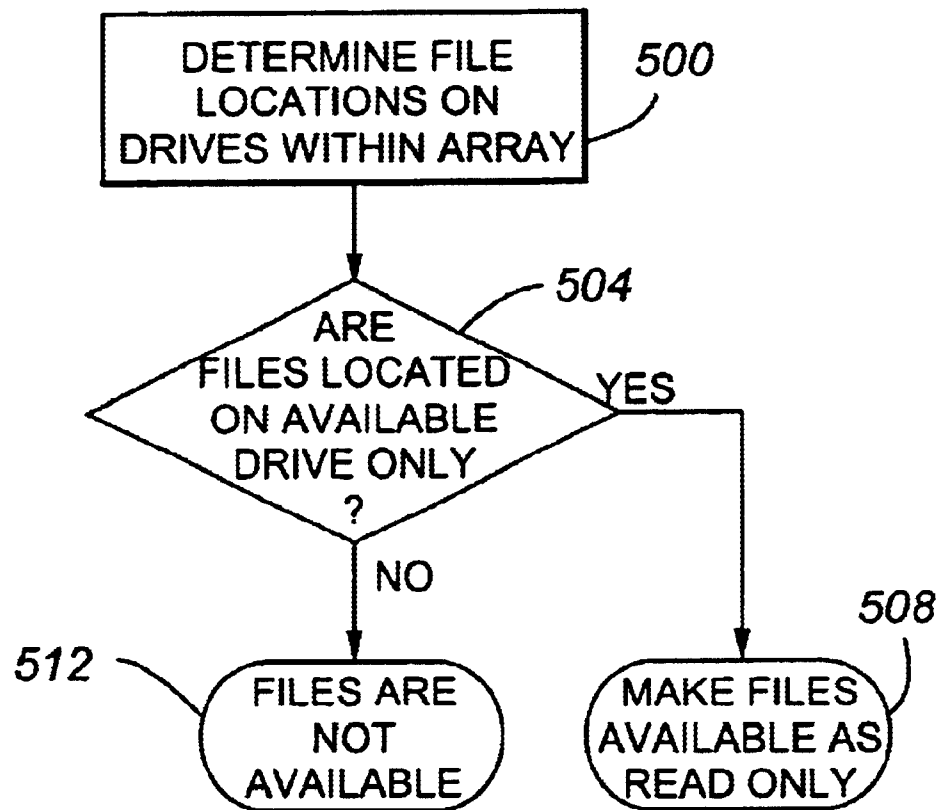 DETERMINE FILE
LOCATIONS ON
DRIVES WITHIN ARRAY
500
504
ARE
FILES LOCATED
ON AVAILABLE
DRIVE ONLY
?
YES
NO
512
FILES ARE
NOT
AVAILABLE
508
MAKE FILES
AVAILABLE AS
READ ONLY